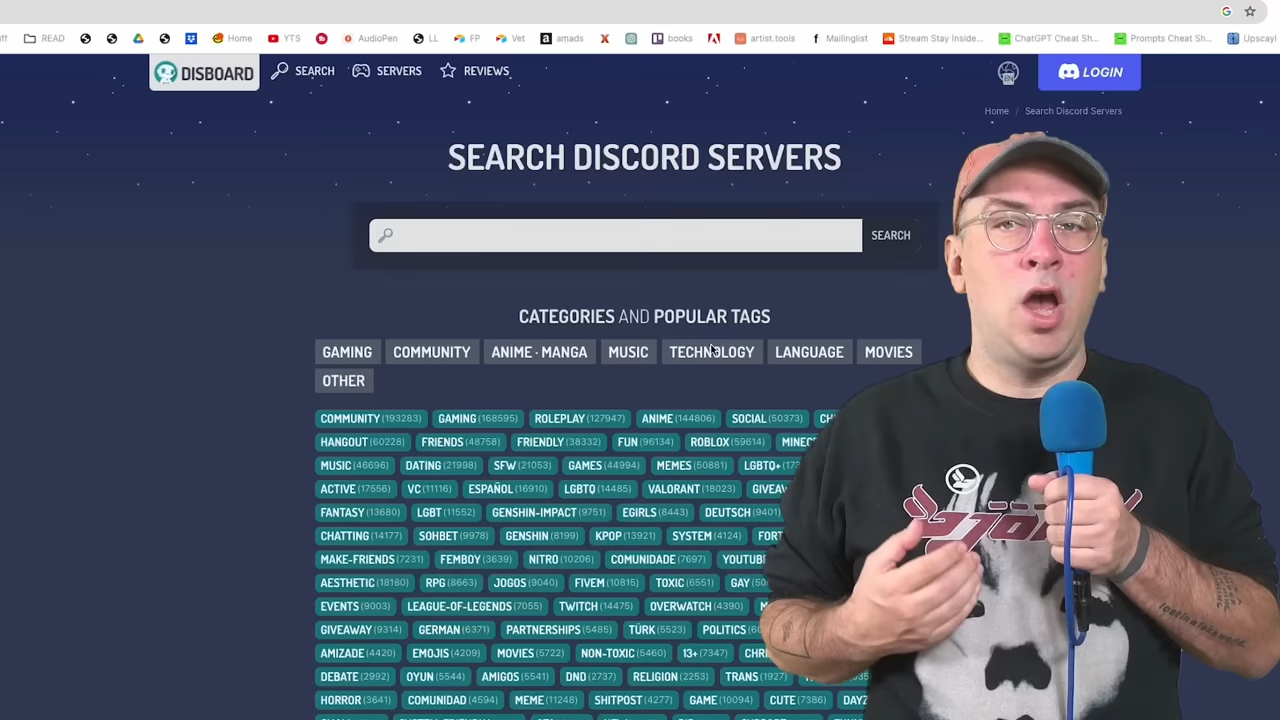 READ
Home
YTS
AudioPen
LL
FP
Vet
amads
books
artist.tools
Mailinglist
Stream Stay Inside...
ChatGPT Cheat Sh...
Prompts Cheat Sh...
Upscayl
DISBOARD
SEARCH
SERVERS
REVIEWS
EN
LOGIN
Home / Search Discord Servers
SEARCH DISCORD SERVERS
SEARCH
CATEGORIES AND POPULAR TAGS
GAMING COMMUNITY ANIME · MANGA MUSIC TECHNOLOGY LANGUAGE MOVIES
OTHER
COMMUNITY(193283) GAMING(168595) ROLEPLAY(127947) ANIME(144806) SOCIAL(50373)
HANGOUT(60228) FRIENDS(48758) FRIENDLY(38332) FUN(96134) ROBLOX(59614)
MUSIC(46696) DATING(21998) SFW(21053) GAMES(44994) MEMES(50881) LGBTQ+
ACTIVE(17556) VC(11116) ESPAÑOL(16910) LGBTQ(14485) VALORANT(18023)
FANTASY(13680) LGBT(11552) GENSHIN-IMPACT(9751) EGIRLS(8443) DEUTSCH(9401)
CHATTING(14177) SOHBET(9978) GENSHIN(8199) KPOP(13921) SYSTEM(4124)
MAKE-FRIENDS(7231) FEMBOY(3639) NITRO(10206) COMUNIDADE(7697) YOUTUB
AESTHETIC(18180) RPG(8663) JOGOS(9040) FIVEM(10815) TOXIC(6551) GAY
EVENTS(9003) LEAGUE-OF-LEGENDS(7055) TWITCH(14475) OVERWATCH(4390)
GIVEAWAY(9314) GERMAN(6371) PARTNERSHIPS(5485) TÜRK(5523) POLITICS
AMIZADE(4420) EMOJIS(4209) MOVIES(5722) NON-TOXIC(5460) 13+(7347)
DEBATE(2992) OYUN(5544) AMIGOS(5541) DND(2737) RELIGION(2253) TRANS(1927)
HORROR(3641) COMUNIDAD(4594) MEME(11248) SHITPOST(4277) GAME(10094) CUTE(7386) DAYZ